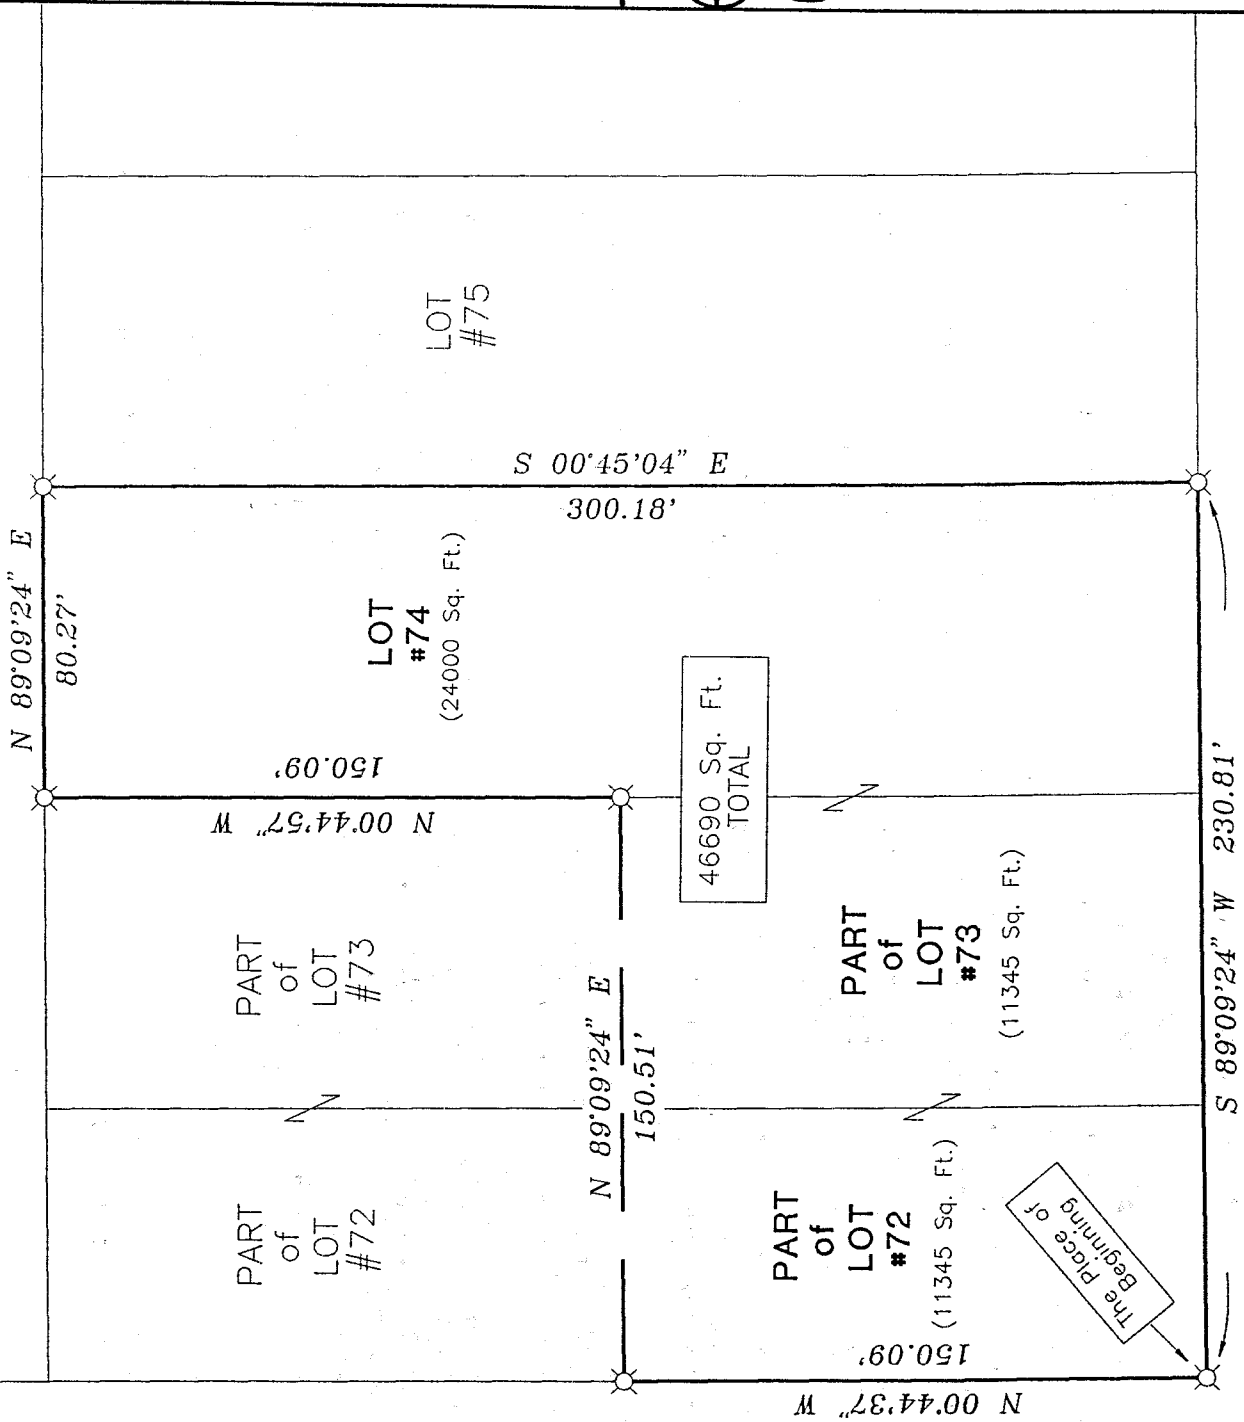 N 89°09'24" E
80.27'
LOT
#75
S 00°45'04" E
300.18'
LOT
#74
(24000 Sq. Ft.)
150.09'
N 00°44'57" W
46690 Sq. Ft.
TOTAL
PART
of
LOT
#73
PART
of
LOT
#73
(11345 Sq. Ft.)
N 89°09'24" E
150.51'
PART
of
LOT
#72
PART
of
LOT
#72
(11345 Sq. Ft.)
The Place of
Beginning
150.09'
N 00°44'37" W
S 89°09'24" W 230.81'